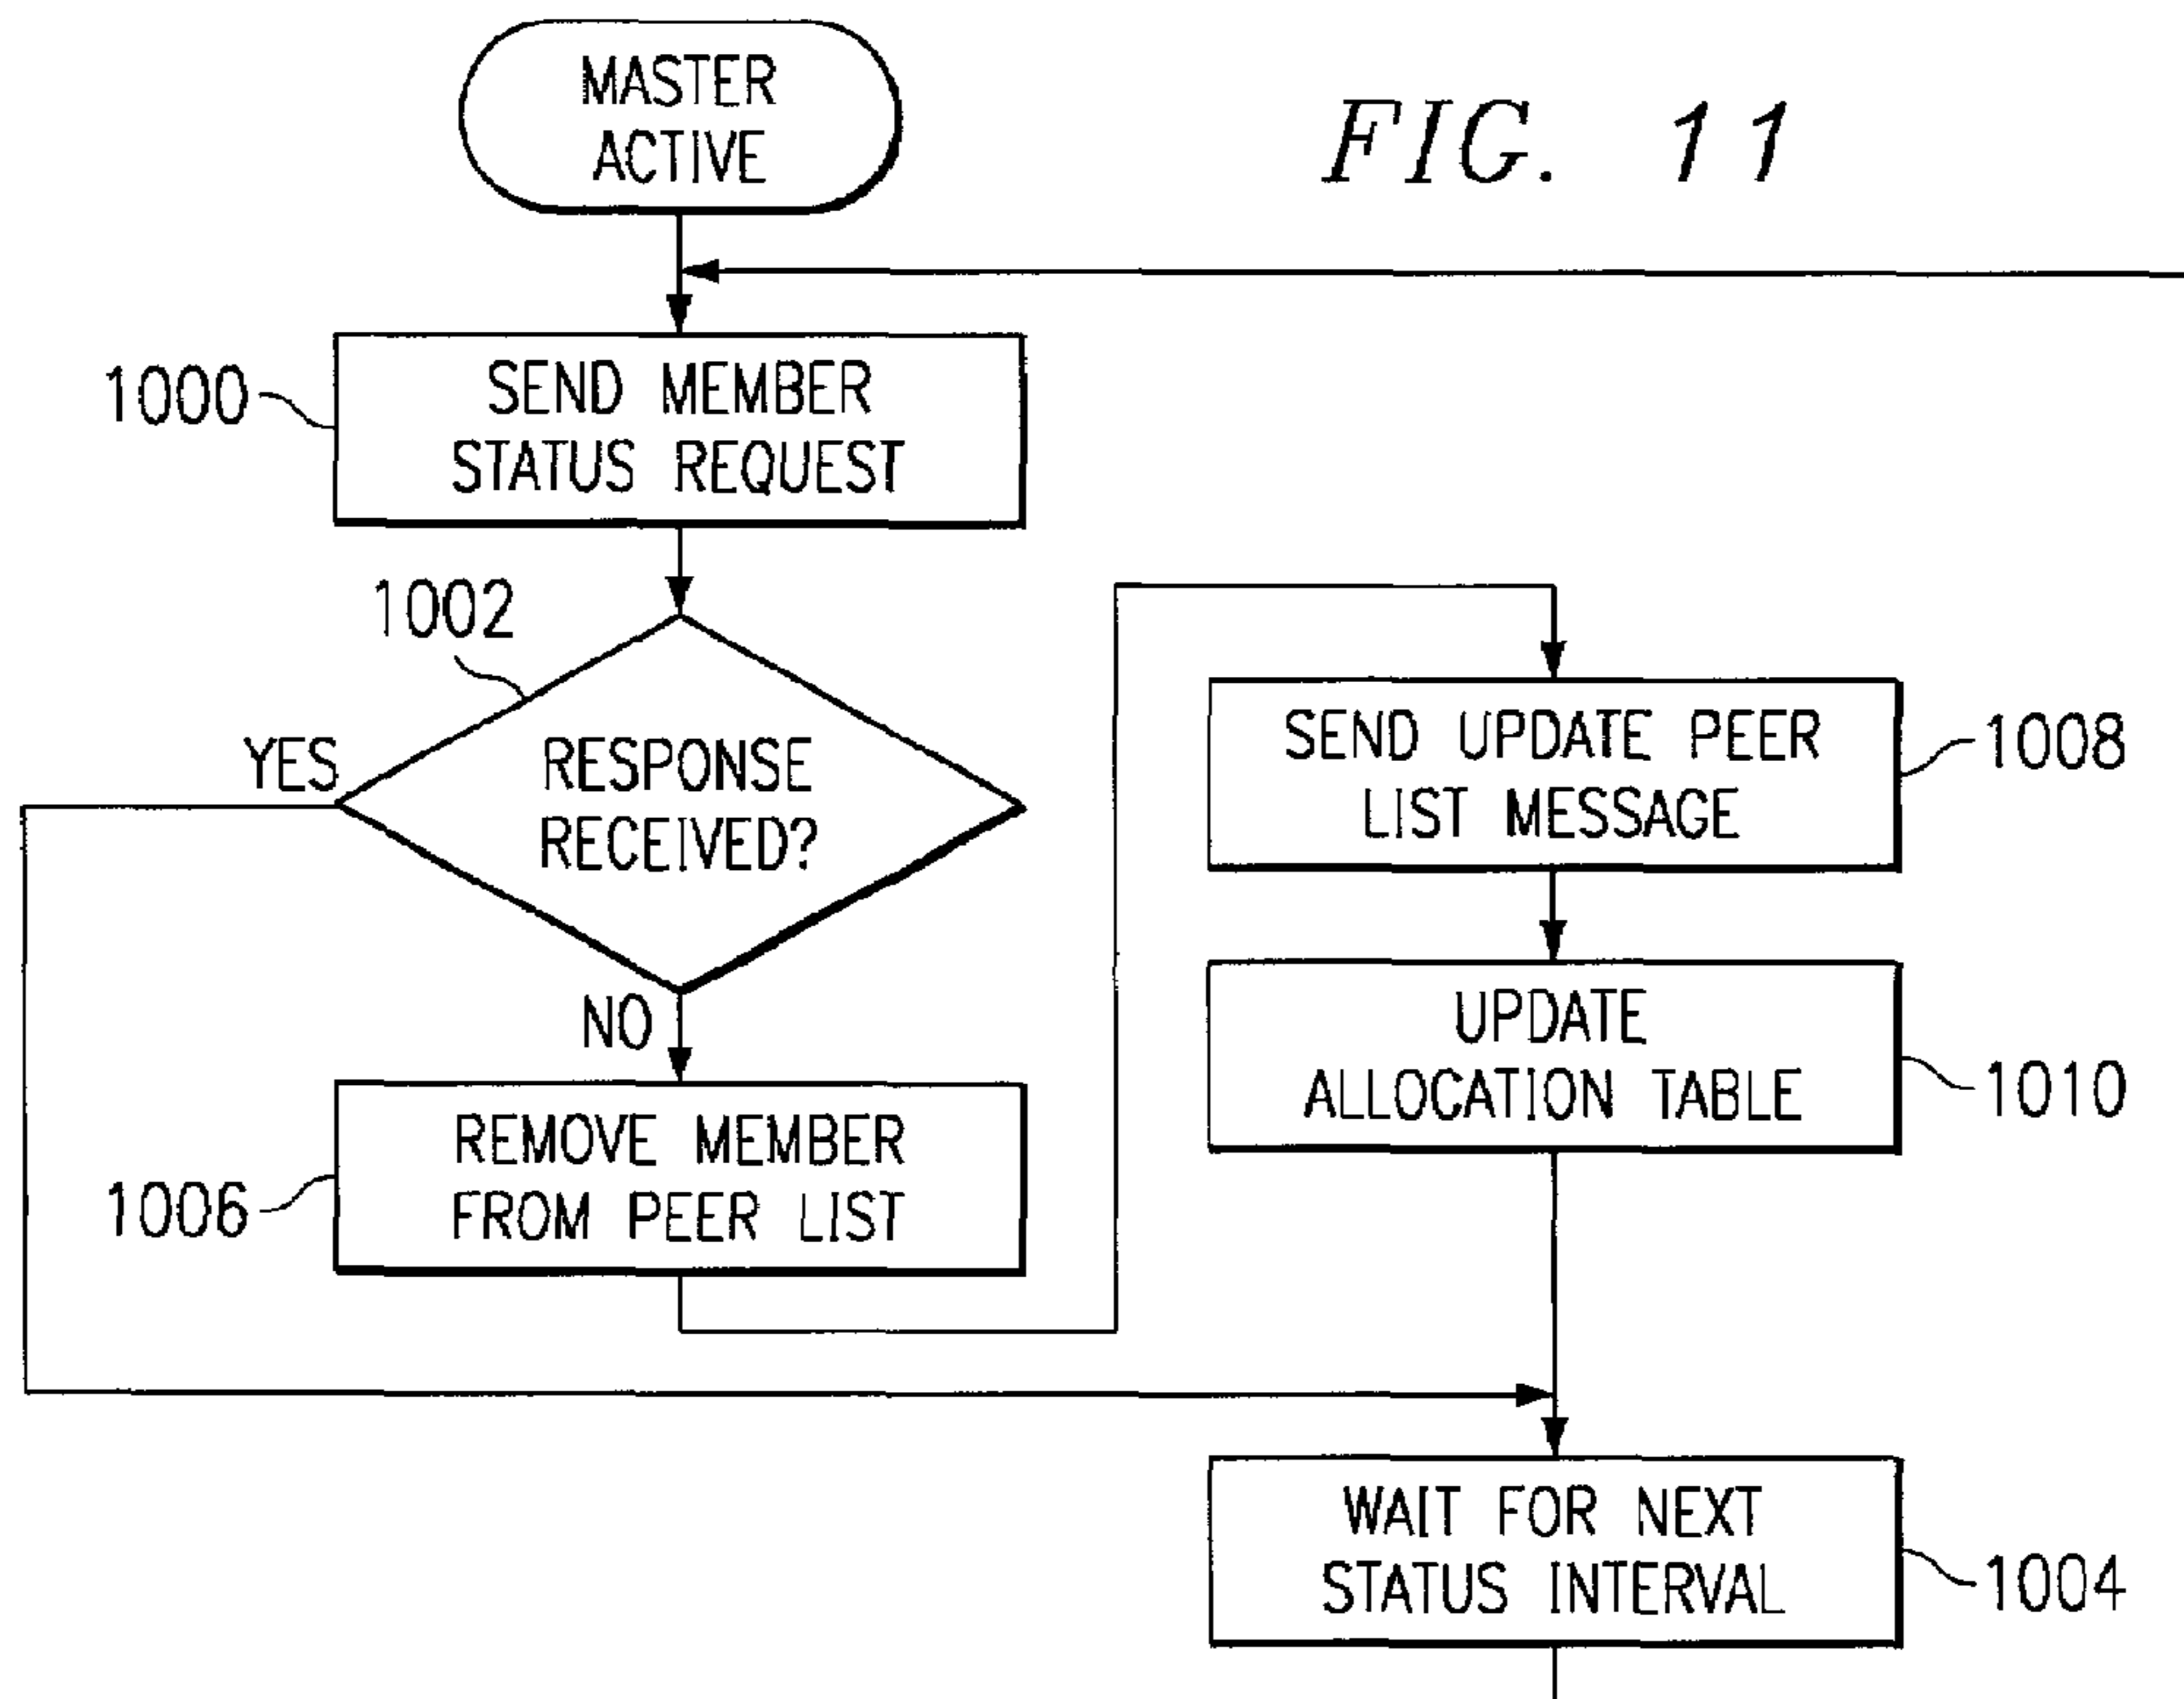 MASTER
ACTIVE
FIG. 11
1000
SEND MEMBER
STATUS REQUEST
1002
YES
RESPONSE
RECEIVED?
NO
1006
REMOVE MEMBER
FROM PEER LIST
SEND UPDATE PEER
LIST MESSAGE
1008
UPDATE
ALLOCATION TABLE
1010
WAIT FOR NEXT
STATUS INTERVAL
1004